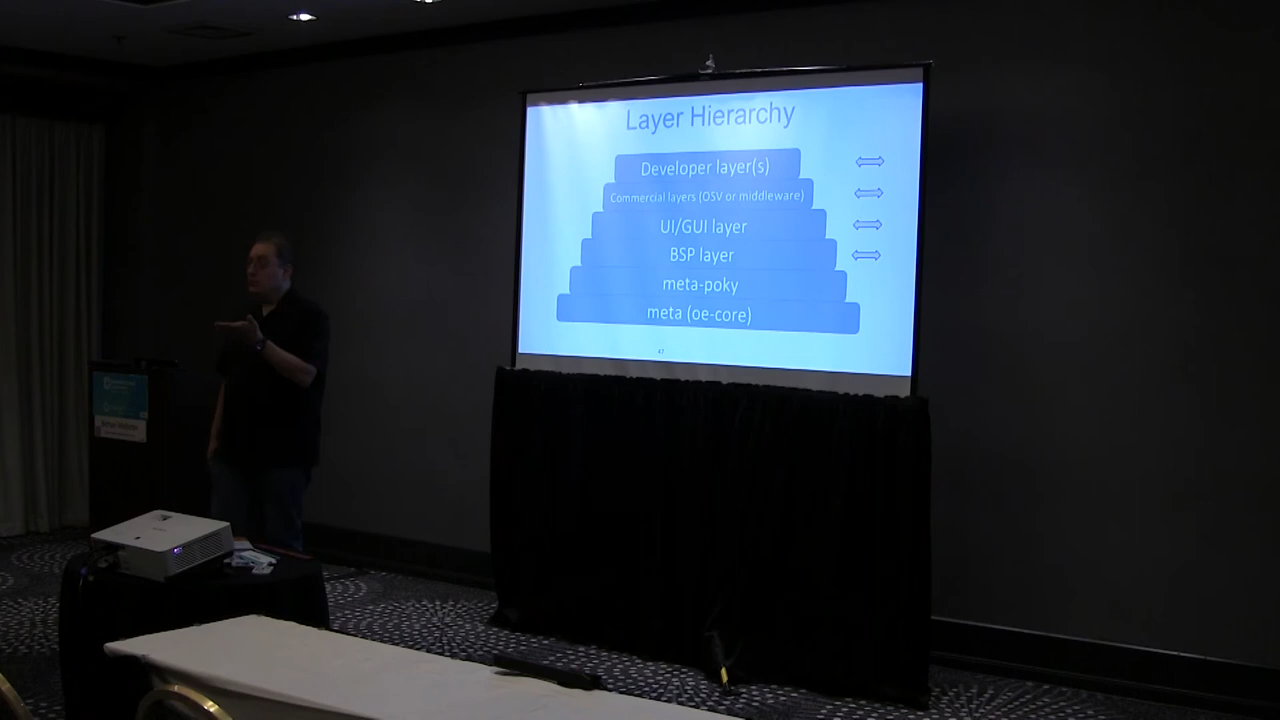 Layer Hierarchy
Developer layer(s)
Commercial layers (OSV or middleware)
UI/GUI layer
BSP layer
meta-poky
meta (oe-core)
47